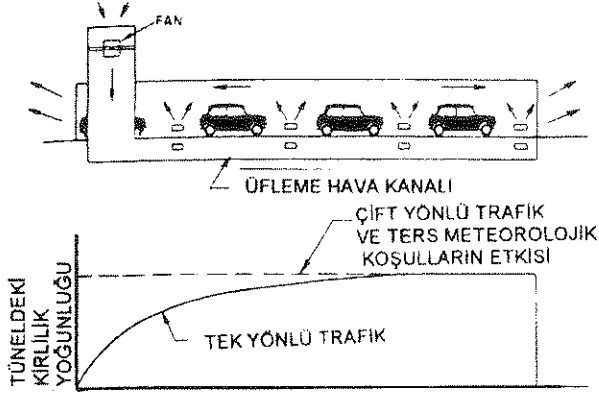 FAN
ÜFLEME HAVA KANALI
ÇİFT YÖNLÜ TRAFİK
VE TERS METEOROLOJİK
KOŞULLARIN ETKİSİ
TÜNELDEKİ
KİRLİLİK
YOĞUNLUĞU
TEK YÖNLÜ TRAFİK